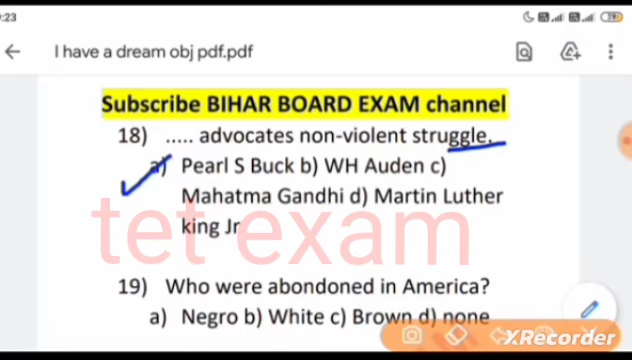 :23
I have a dream obj pdf.pdf
Subscribe BIHAR BOARD EXAM channel
18) ..... advocates non-violent struggle.
a) Pearl S Buck b) WH Auden c)
Mahatma Gandhi d) Martin Luther
king Jr
tet exam
19) Who were abondoned in America?
a) Negro b) White c) Brown d) none
XRecorder